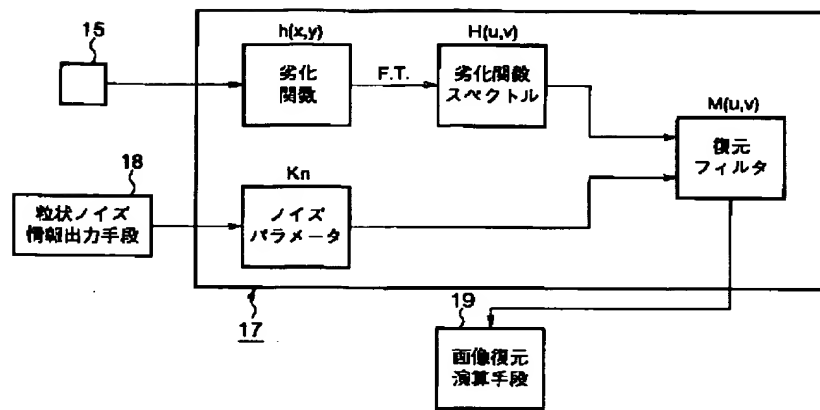 15
h(x,y)
H(u,v)
劣化
関数
F.T.
劣化関数
スペクトル
M(u,v)
復元
フィルタ
18
粒状ノイズ
情報出力手段
Kn
ノイズ
パラメータ
17
19
画像復元
演算手段